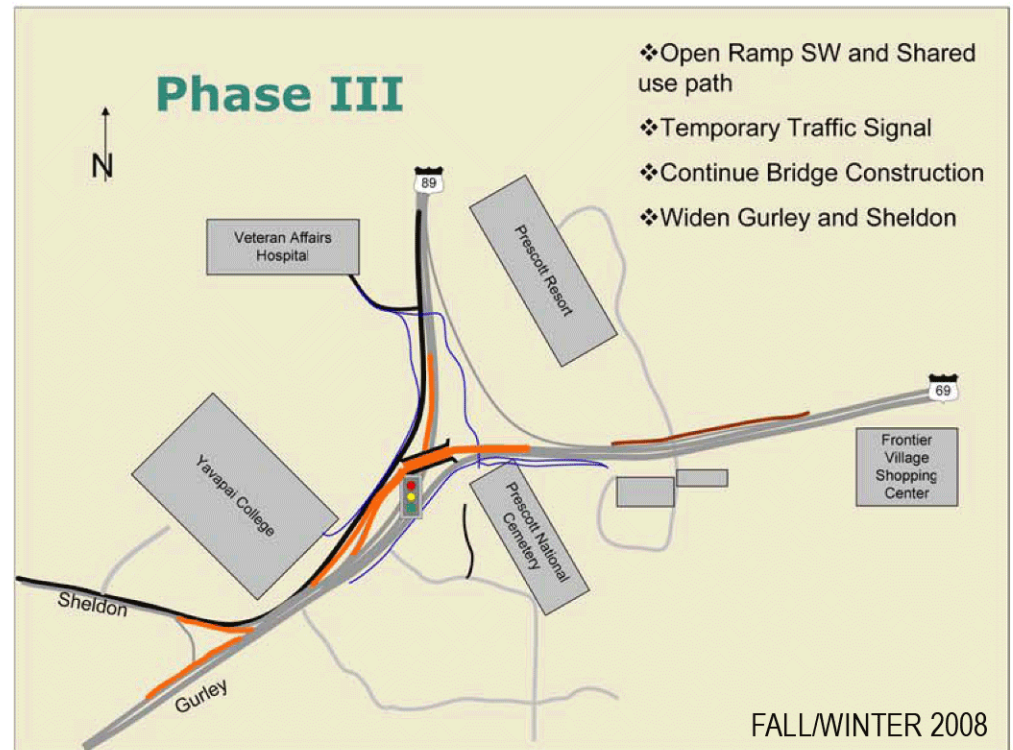 Phase III
❖Open Ramp SW and Shared
use path
❖Temporary Traffic Signal
❖Continue Bridge Construction
❖Widen Gurley and Sheldon
N
89
Veteran Affairs
Hospital
Prescott Resort
69
Frontier
Village
Shopping
Center
Yavapai College
Prescott National
Cemetery
Sheldon
Gurley
FALL/WINTER 2008